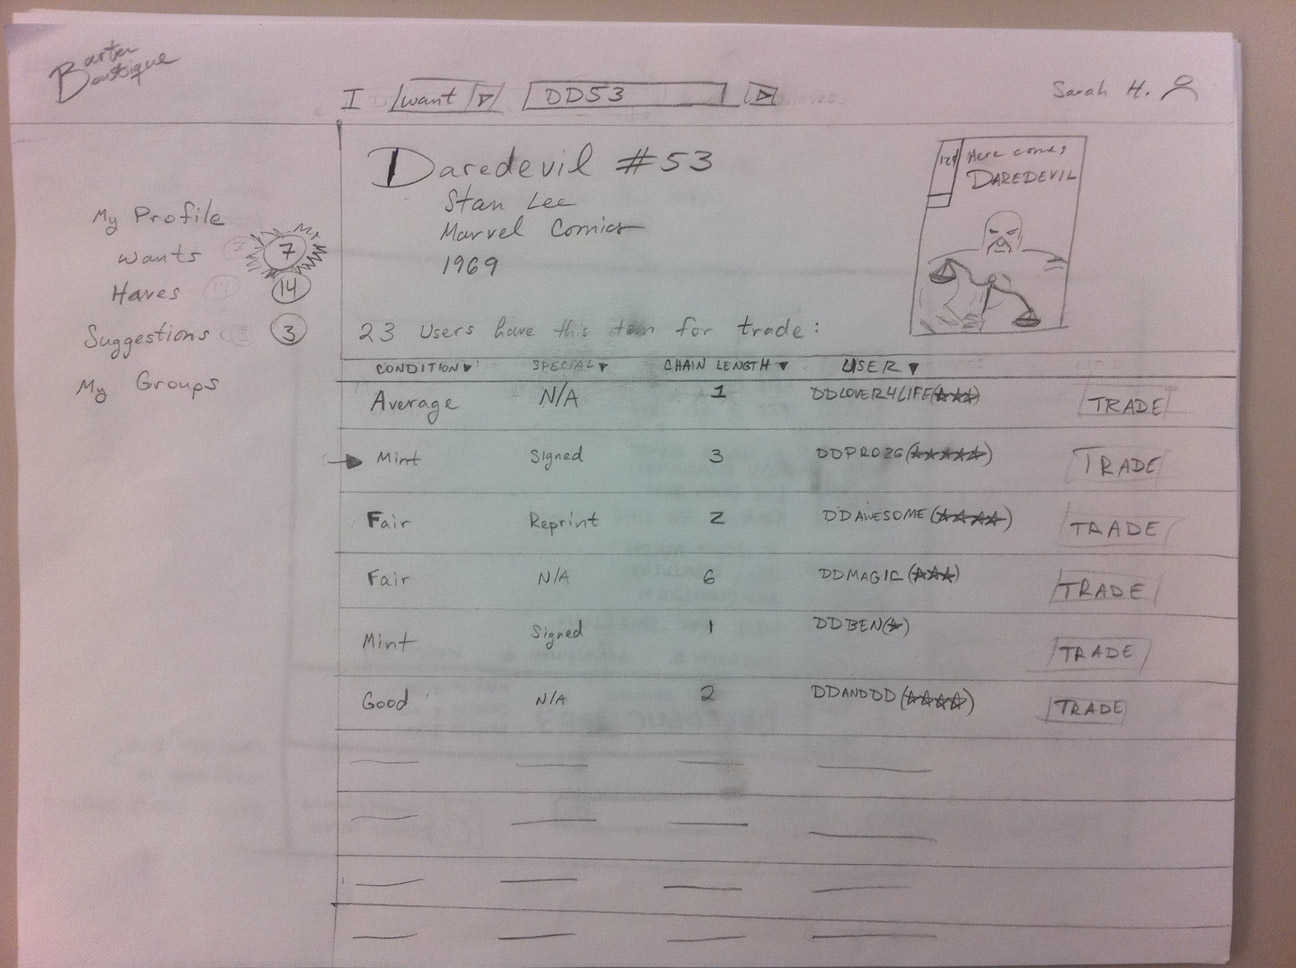 Barter
Boutique
I want DD53
Sarah H.
Daredevil #53
Stan Lee
Marvel Comics
1969
Here comes
DAREDEVIL
My Profile
Wants 7
Haves 14
Suggestions 3
My Groups
23 Users have this item for trade:
CONDITION SPECIAL CHAIN LENGTH USER
Average N/A 1 DDLOVER4LIFE(★★★) TRADE
Mint Signed 3 (★★★★★) TRADE
Fair Reprint 2 DDAWESOME(★★★★) TRADE
Fair N/A 6 DDMAGIC(★★★) TRADE
Mint Signed 1 DDBEN(★) TRADE
Good N/A 2 DDANDDD(★★★★) TRADE